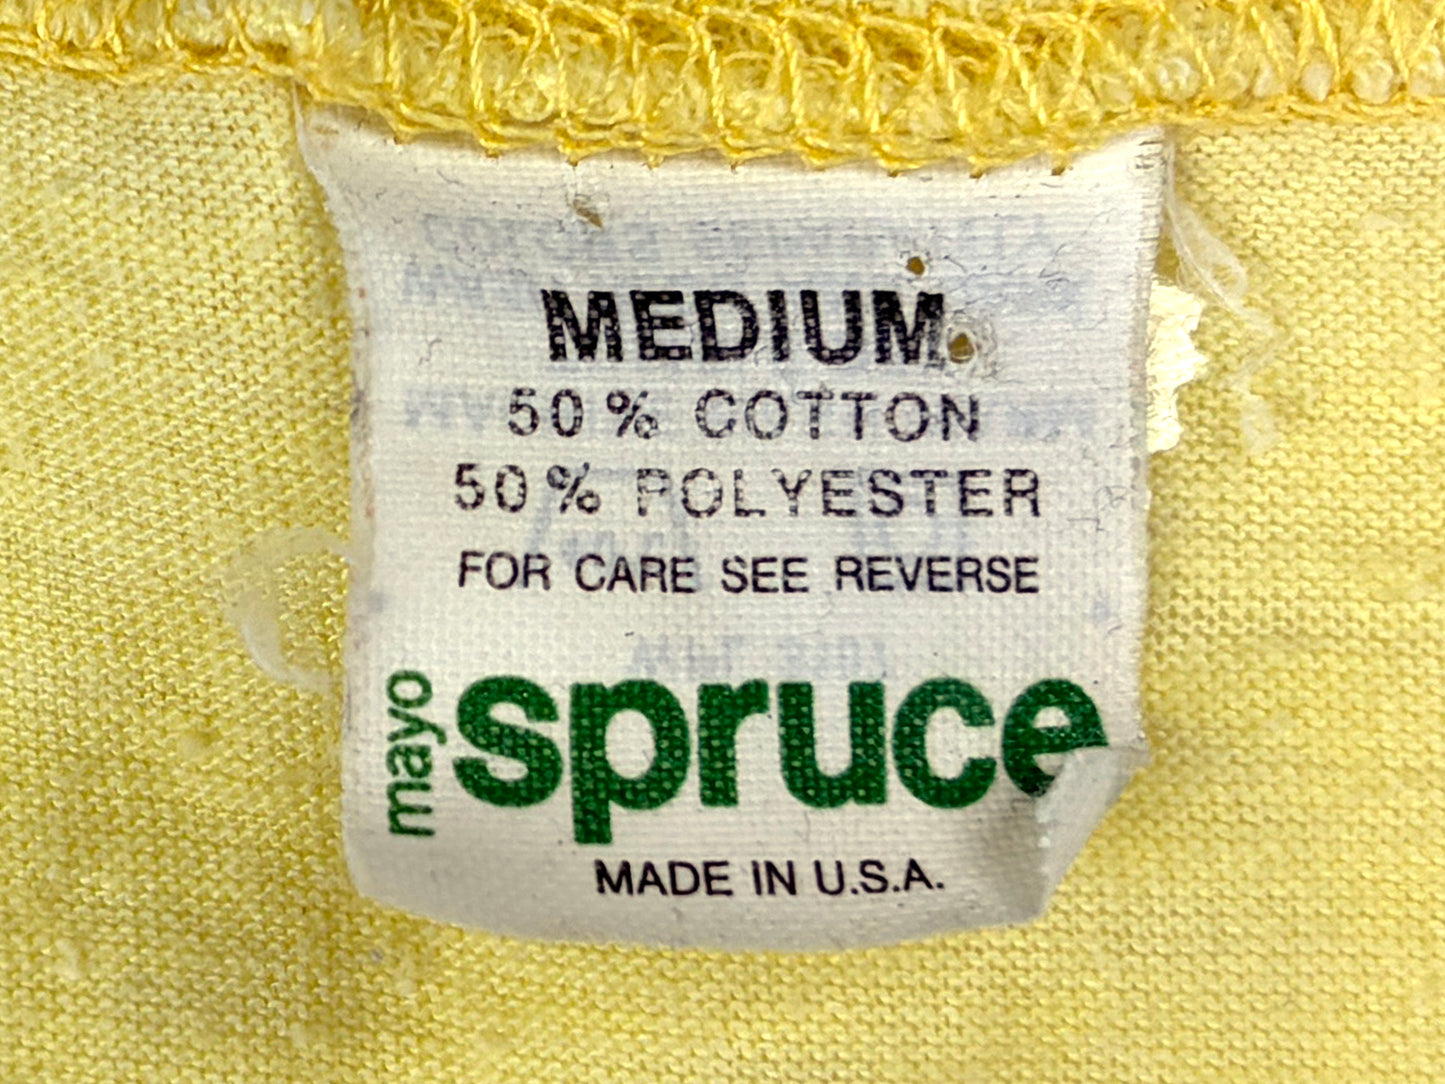 MEDIUM
50% COTTON
50% POLYESTER
FOR CARE SEE REVERSE
mayo
spruce
MADE IN U.S.A.